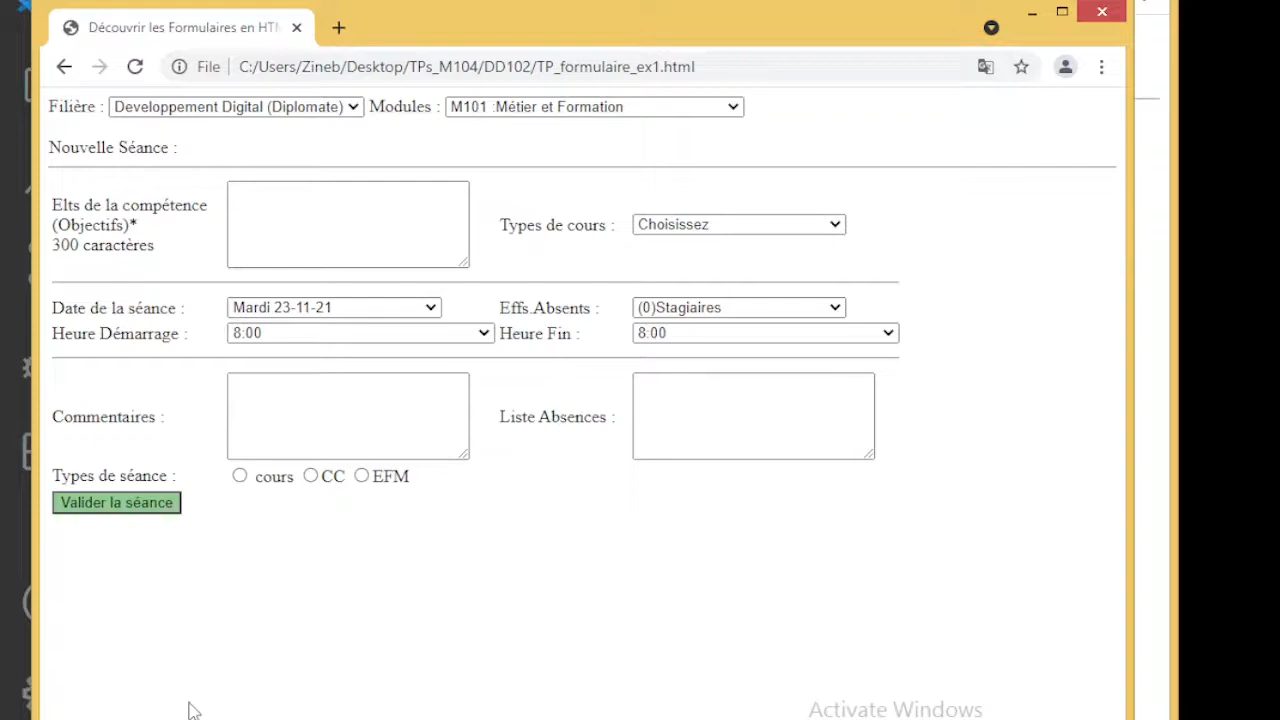 Découvrir les Formulaires en HTM
File C:/Users/Zineb/Desktop/TPs_M104/DD102/TP_formulaire_ex1.html
Filière : Developpement Digital (Diplomate) Modules : M101 :Métier et Formation
Nouvelle Séance :
Elts de la compétence
(Objectifs)*
300 caractères
Types de cours : Choisissez
Date de la séance : Mardi 23-11-21 Effs.Absents : (0)Stagiaires
Heure Démarrage : 8:00 Heure Fin : 8:00
Commentaires : Liste Absences :
Types de séance : cours CC EFM
Valider la séance
Activate Windows